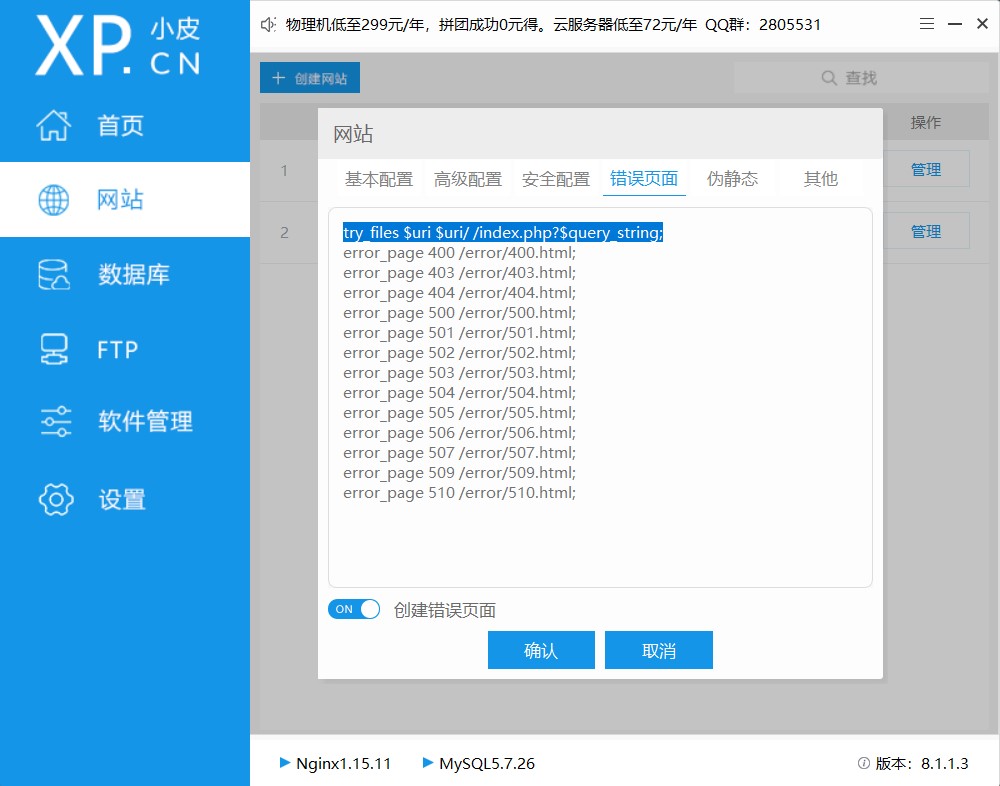 XP.CN 小皮
物理机低至299元/年，拼团成功0元得。云服务器低至72元/年 QQ群：2805531
首页
网站
数据库
FTP
软件管理
设置
创建网站
查找
操作
1 管理
2 管理
网站
基本配置 高级配置 安全配置 错误页面 伪静态 其他
try_files $uri $uri/ /index.php?$query_string;
error_page 400 /error/400.html;
error_page 403 /error/403.html;
error_page 404 /error/404.html;
error_page 500 /error/500.html;
error_page 501 /error/501.html;
error_page 502 /error/502.html;
error_page 503 /error/503.html;
error_page 504 /error/504.html;
error_page 505 /error/505.html;
error_page 506 /error/506.html;
error_page 507 /error/507.html;
error_page 509 /error/509.html;
error_page 510 /error/510.html;
ON 创建错误页面
确认 取消
Nginx1.15.11 MySQL5.7.26 版本：8.1.1.3